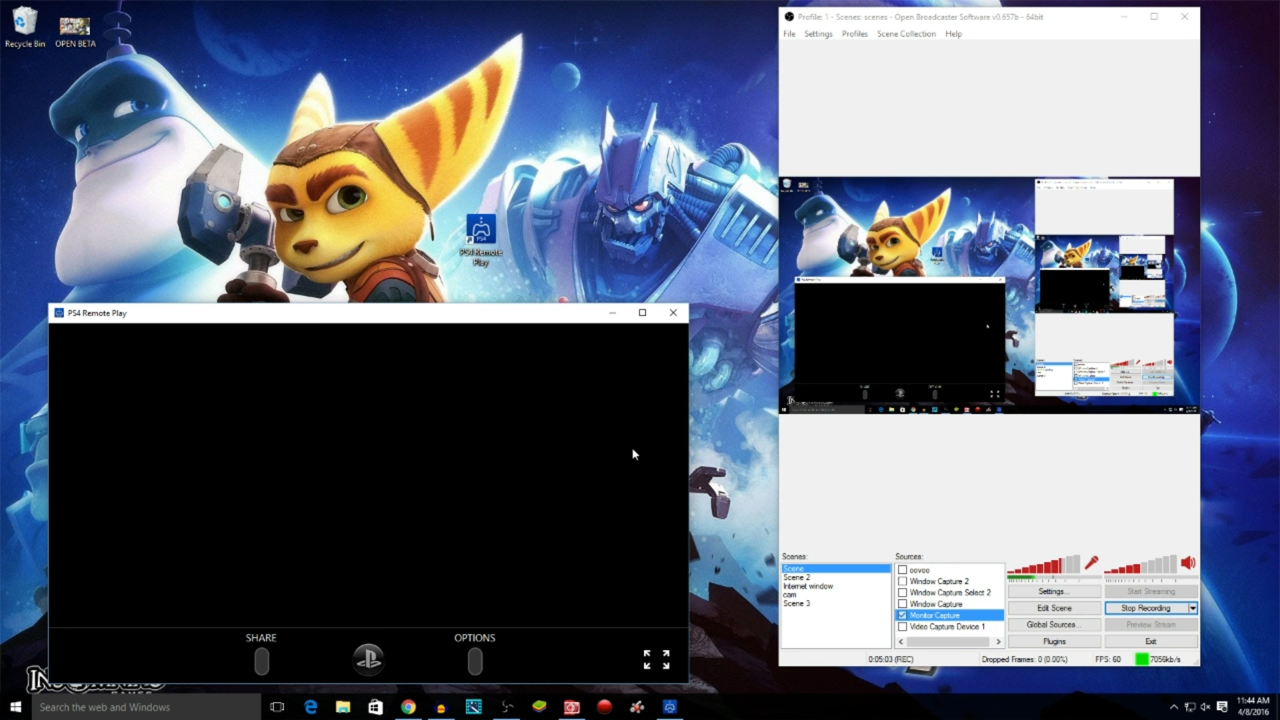 Recycle Bin
OPEN BETA
PS4
PS4 Remote
Play
PS4 Remote Play
SHARE
OPTIONS
Profile: 1 - Scenes: scenes - Open Broadcaster Software v0.657b - 64bit
File Settings Profiles Scene Collection Help
Scenes:
Scene
Scene 2
Internet window
cam
Scene 3
Sources:
oovoo
Window Capture 2
Window Capture Select 2
Window Capture
Monitor Capture
Video Capture Device 1
Settings...
Start Streaming
Edit Scene
Stop Recording
Global Sources...
Preview Stream
Plugins
Exit
0:05:03 (REC)
Dropped Frames: 0 (0.00%)
FPS: 60
7056kb/s
Search the web and Windows
11:44 AM
4/8/2016